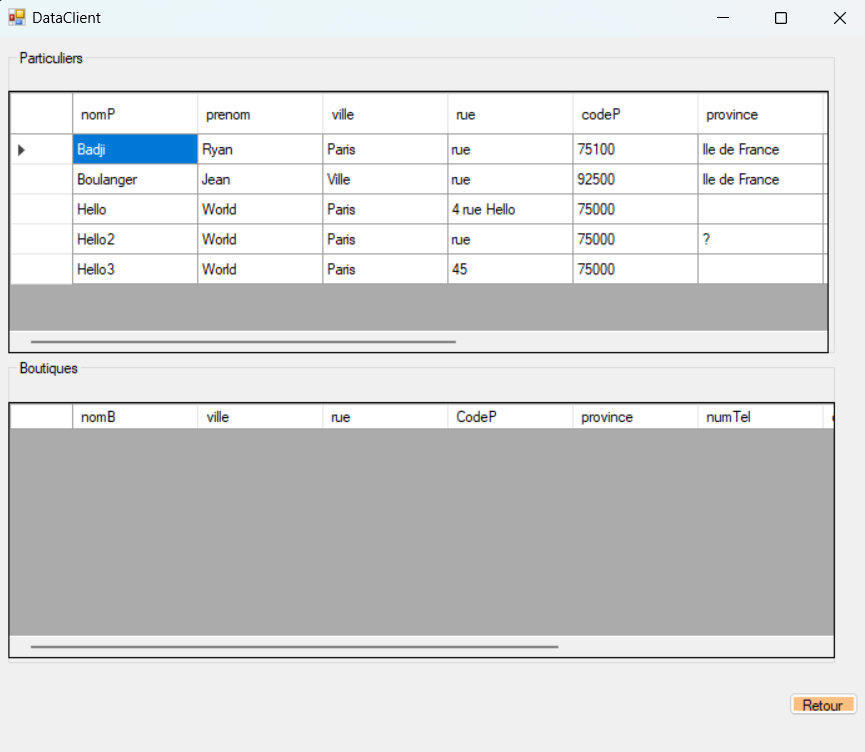 DataClient
Particuliers
nomP prenom ville rue codeP province
Badji Ryan Paris rue 75100 Ile de France
Boulanger Jean Ville rue 92500 Ile de France
Hello World Paris 4 rue Hello 75000
Hello2 World Paris rue 75000 ?
Hello3 World Paris 45 75000
Boutiques
nomB ville rue CodeP province numTel
Retour